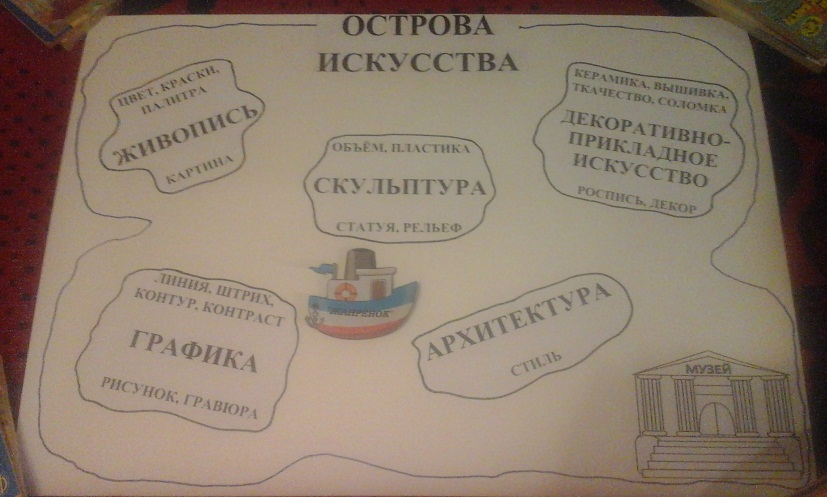 ОСТРОВА
ИСКУССТВА
ЦВЕТ, КРАСКИ,
ПАЛИТРА
ЖИВОПИСЬ
КАРТИНА
ОБЪЁМ, ПЛАСТИКА
СКУЛЬПТУРА
СТАТУЯ, РЕЛЬЕФ
КЕРАМИКА, ВЫШИВКА,
ТКАЧЕСТВО, СОЛОМКА
ДЕКОРАТИВНО-
ПРИКЛАДНОЕ
ИСКУССТВО
РОСПИСЬ, ДЕКОР
ЛИНИЯ, ШТРИХ,
КОНТУР, КОНТРАСТ
ГРАФИКА
РИСУНОК, ГРАВЮРА
"ЖАНРЕНОК"
АРХИТЕКТУРА
СТИЛЬ
МУЗЕЙ